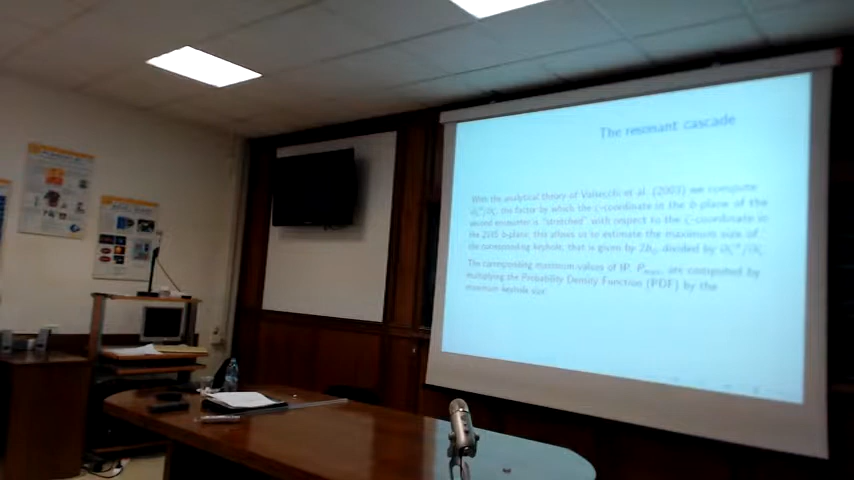 The resonant cascade
With the analytical theory of Valsecchi et al. (2003) we compute
the factor by which the ζ-coordinate in the b-plane of the
second encounter is "stretched" with respect to the ζ-coordinate in
the b-plane; this allows us to estimate the maximum size of
the corresponding keyhole, that is given by divided by
The corresponding maximum values of IP, are computed by
multiplying the Probability Density Function (PDF) by the
maximum keyhole size.